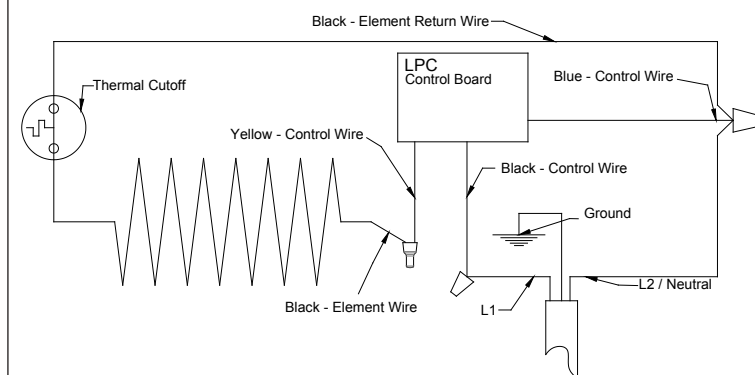 Black - Element Return Wire
LPC
Control Board
Thermal Cutoff
Blue - Control Wire
Yellow - Control Wire
Black - Control Wire
Ground
L2 / Neutral
Black - Element Wire
L1